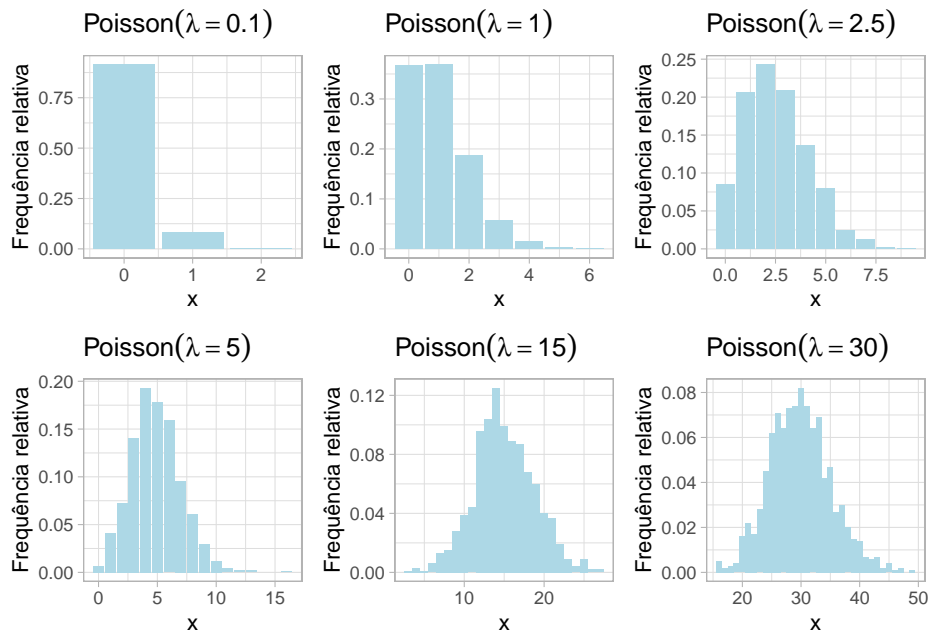 Poisson(λ = 0.1)
Frequência relativa
0.75
0.50
0.25
0.00
0 1 2
x
Poisson(λ = 1)
Frequência relativa
0.3
0.2
0.1
0.0
0 2 4 6
x
Poisson(λ = 2.5)
Frequência relativa
0.25
0.20
0.15
0.10
0.05
0.00
0.0 2.5 5.0 7.5
x
Poisson(λ = 5)
Frequência relativa
0.20
0.15
0.10
0.05
0.00
0 5 10 15
x
Poisson(λ = 15)
Frequência relativa
0.12
0.08
0.04
0.00
10 20
x
Poisson(λ = 30)
Frequência relativa
0.08
0.06
0.04
0.02
0.00
20 30 40 50
x